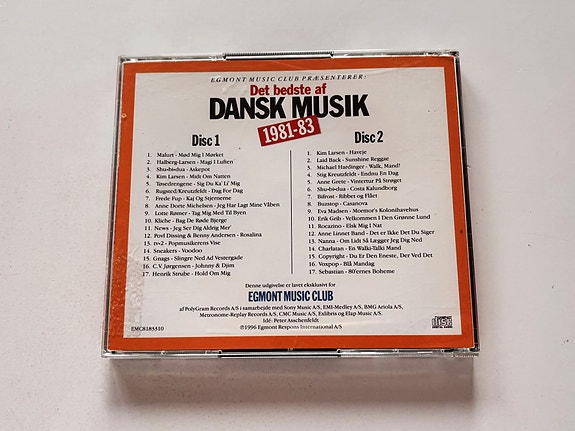 EGMONT MUSIC CLUB PRÆSENTERER:
Det bedste af
DANSK MUSIK
1981-83
Disc 1
1. Malurt - Mød Mig I Mørket
2. Halberg-Larsen - Magi I Luften
3. Shu-bi-dua - Askepot
4. Kim Larsen - Midt Om Natten
5. Tøsedrengene - Sig Du Ka' Li' Mig
6. Rugsted/Kreutzfeldt - Dag For Dag
7. Frede Fup - Kaj Og Stjernerne
8. Anne Dorte Michelsen - Jeg Har Lagt Mine Våben
9. Lotte Rømer - Tag Mig Med Til Byen
10. Kliche - Bag De Røde Bjerge
11. News - Jeg Ser Dig Aldrig Mer'
12. Povl Dissing & Benny Andersen - Rosalina
13. tv•2 - Popmusikerens Vise
14. Sneakers - Voodoo
15. Gnags - Slingre Ned Ad Vestergade
16. C.V. Jørgensen - Johnny & Djim
17. Henrik Strube - Hold Om Mig
Disc 2
1. Kim Larsen - Haveje
2. Laid Back - Sunshine Reggae
3. Michael Hardinger - Walk, Mand!
4. Stig Kreutzfeldt - Endnu En Dag
5. Anne Grete - Vintertur På Strøget
6. Shu-bi-dua - Costa Kalundborg
7. Bifrost - Ribbet og Flået
8. Buzstop - Casanova
9. Eva Madsen - Mormor's Kolonihavehus
10. Erik Grib - Velkommen I Den Grønne Lund
11. Rocazino - Elsk Mig I Nat
12. Anne Linnet Band - Det er Ikke Det Du Siger
13. Nanna - Om Lidt Så Lægger Jeg Dig Ned
14. Charlatan - En Walki-Talki Mand
15. Copyright - Du Er Den Eneste, Der Ved Det
16. Voxpop - Blå Mandag
17. Sebastian - 80'ernes Boheme
Denne udgivelse er lavet eksklusivt for
EGMONT MUSIC CLUB
af PolyGram Records A/S i samarbejde med Sony Music A/S, EMI-Medley A/S, BMG Ariola A/S,
Metronome-Replay Records A/S, CMC Music A/S, Exlibris og Elap Music A/S.
Idé: Peter Asschenfeldt
℗1996 Egmont Respons International A/S
EMC8183310